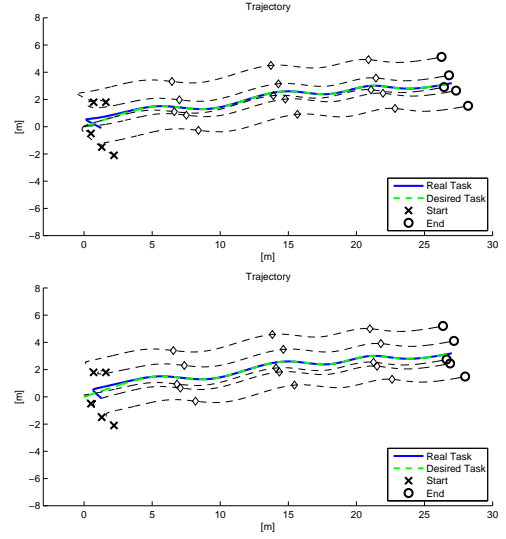 Trajectory
8
6
4
2
0
−2
−4
−6
−8
[m]
0 5 10 15 20 25 30
[m]
Real Task
Desired Task
Start
End
Trajectory
8
6
4
2
0
−2
−4
−6
−8
[m]
0 5 10 15 20 25 30
[m]
Real Task
Desired Task
Start
End